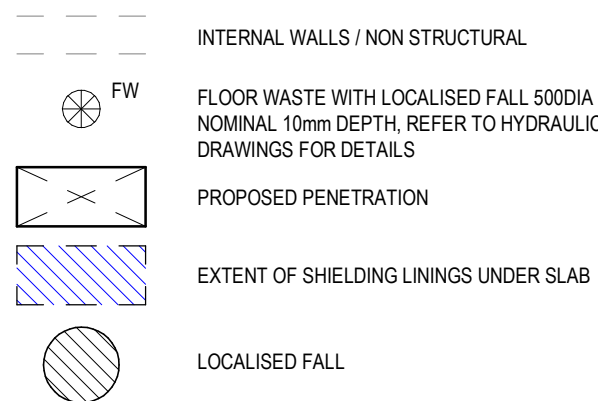 INTERNAL WALLS / NON STRUCTURAL
FW
FLOOR WASTE WITH LOCALISED FALL 500DIA
NOMINAL 10mm DEPTH, REFER TO HYDRAULIC
DRAWINGS FOR DETAILS
PROPOSED PENETRATION
EXTENT OF SHIELDING LININGS UNDER SLAB
LOCALISED FALL